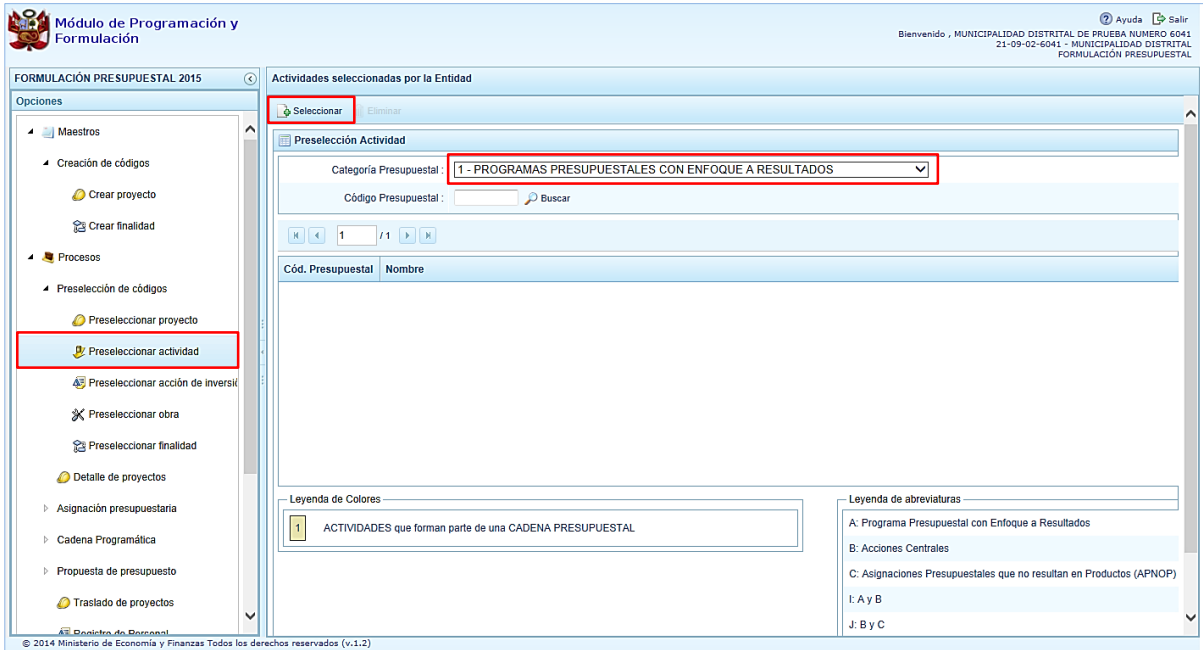 Módulo de Programación y
Formulación
Ayuda Salir
Bienvenido , MUNICIPALIDAD DISTRITAL DE PRUEBA NUMERO 6041
21-09-02-6041 - MUNICIPALIDAD DISTRITAL
FORMULACIÓN PRESUPUESTAL
FORMULACIÓN PRESUPUESTAL 2015
Opciones
Maestros
Creación de códigos
Crear proyecto
Crear finalidad
Procesos
Preselección de códigos
Preseleccionar proyecto
Preseleccionar actividad
Preseleccionar acción de inversió
Preseleccionar obra
Preseleccionar finalidad
Detalle de proyectos
Asignación presupuestaria
Cadena Programática
Propuesta de presupuesto
Traslado de proyectos
Registro de Personal
Actividades seleccionadas por la Entidad
Seleccionar Eliminar
Preselección Actividad
Categoría Presupuestal : 1 - PROGRAMAS PRESUPUESTALES CON ENFOQUE A RESULTADOS
Código Presupuestal : Buscar
1 / 1
Cód. Presupuestal Nombre
Leyenda de Colores
1 ACTIVIDADES que forman parte de una CADENA PRESUPUESTAL
Leyenda de abreviaturas
A: Programa Presupuestal con Enfoque a Resultados
B: Acciones Centrales
C: Asignaciones Presupuestales que no resultan en Productos (APNOP)
I: A y B
J: B y C
© 2014 Ministerio de Economía y Finanzas Todos los derechos reservados (v.1.2)